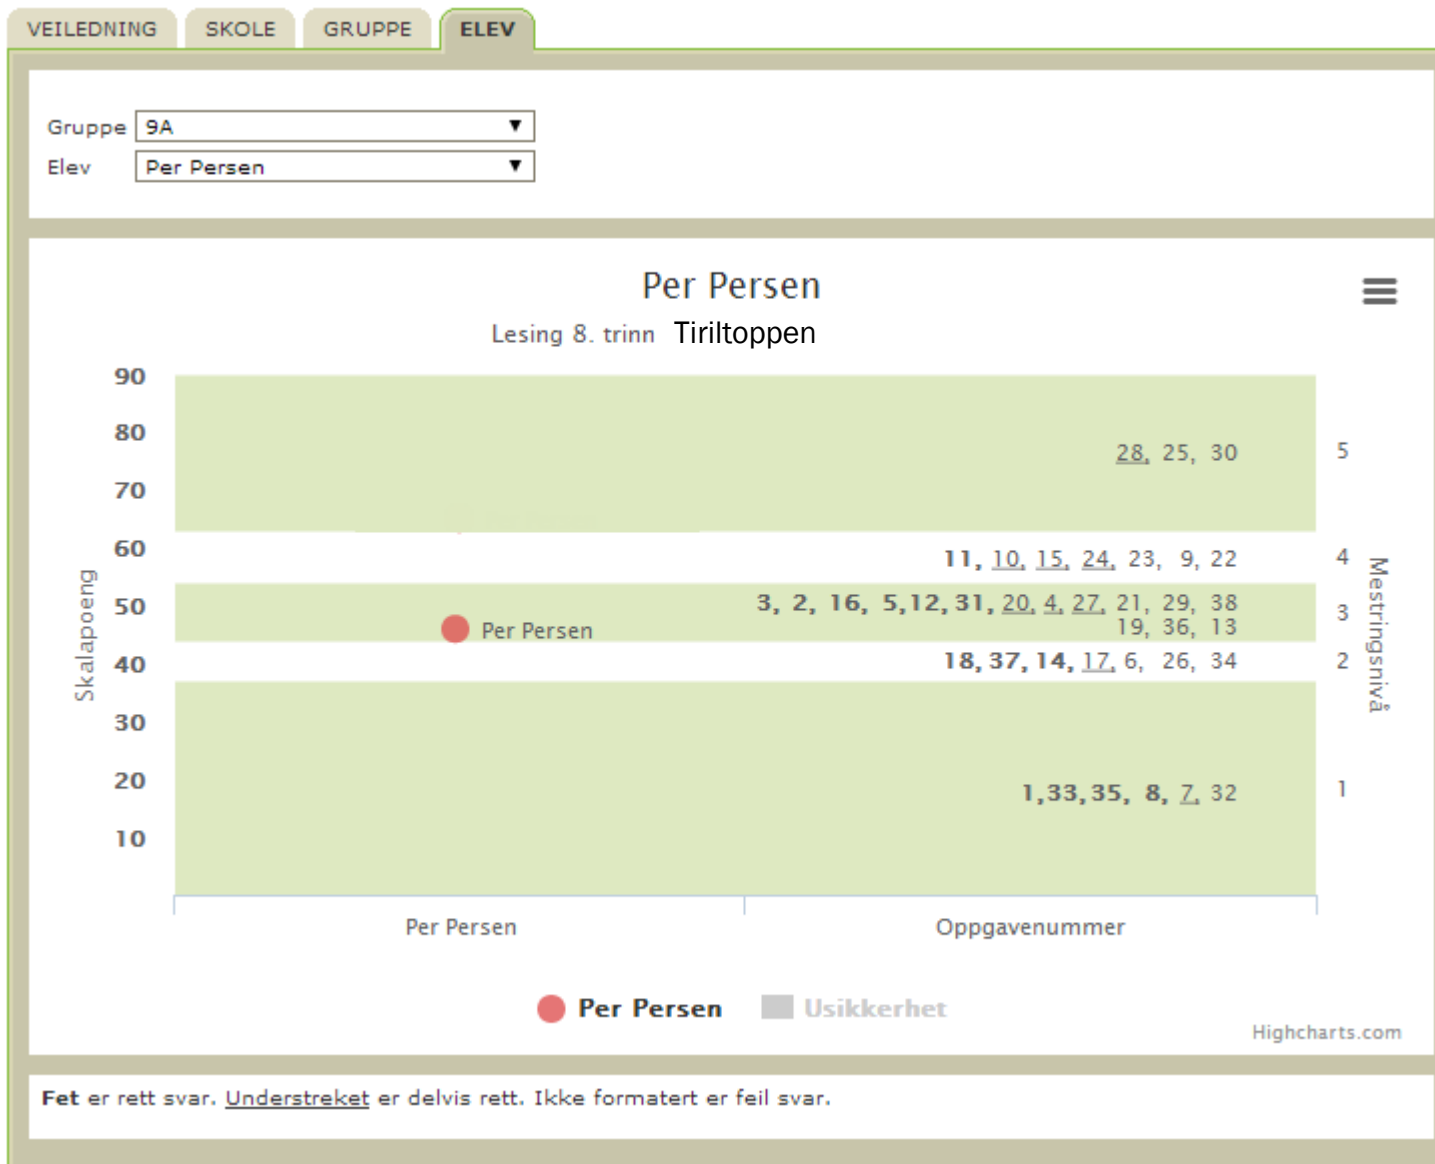 VEILEDNING SKOLE GRUPPE ELEV
Gruppe 9A
Elev Per Persen
Per Persen
Lesing 8. trinn Tiriltoppen
90
80
28, 25, 30 5
70
60
11, 10, 15, 24, 23, 9, 22 4
50
3, 2, 16, 5,12, 31, 20, 4, 27, 21, 29, 38 3
19, 36, 13
Per Persen
40
18, 37, 14, 17, 6, 26, 34 2
30
20
1,33, 35, 8, 7, 32 1
10
Skalapoeng
Mestringsnivå
Per Persen Oppgavenummer
Per Persen Usikkerhet
Highcharts.com
Fet er rett svar. Understreket er delvis rett. Ikke formatert er feil svar.